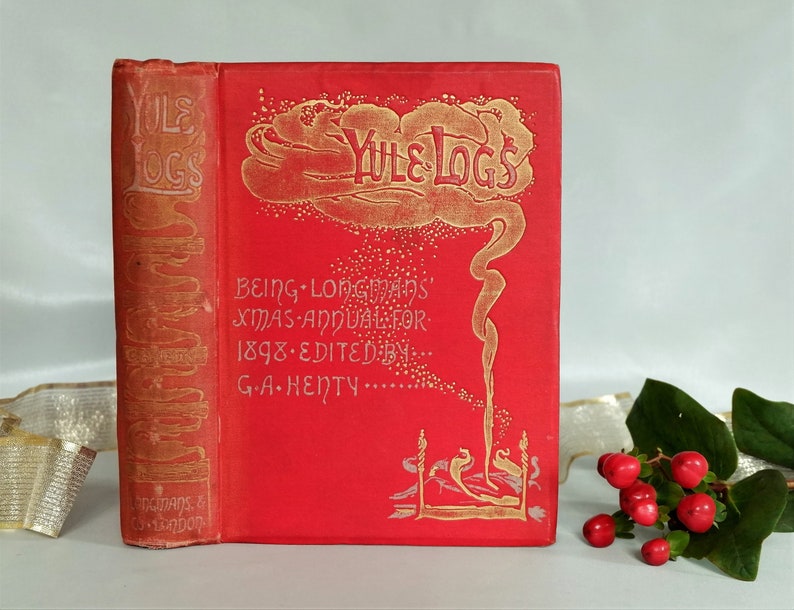 YULE
LOGS
LONGMANS, &
CO. LONDON
YULE LOGS
BEING · LONGMANS'
XMAS · ANNUAL · FOR
1898 · EDITED · BY · · ·
G · A · HENTY · · · · · · · ·